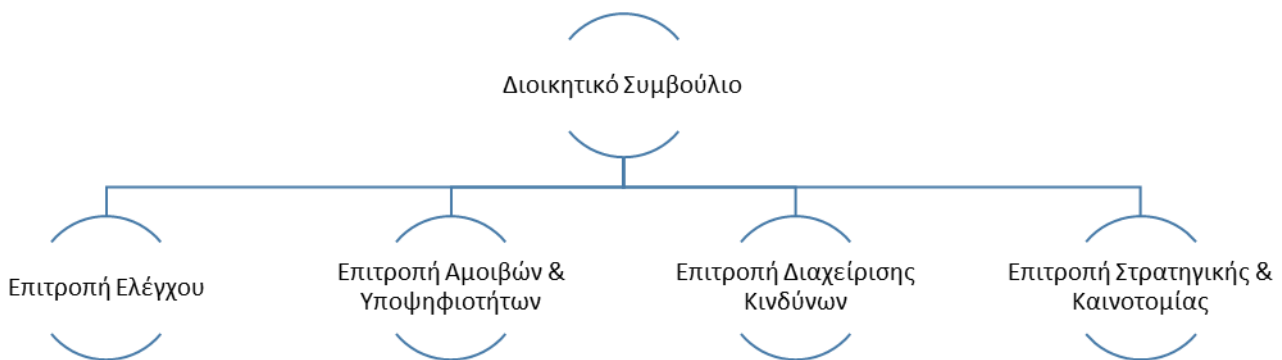 Διοικητικό Συμβούλιο
Επιτροπή Ελέγχου
Επιτροπή Αμοιβών &
Υποψηφιοτήτων
Επιτροπή Διαχείρισης
Κινδύνων
Επιτροπή Στρατηγικής &
Καινοτομίας